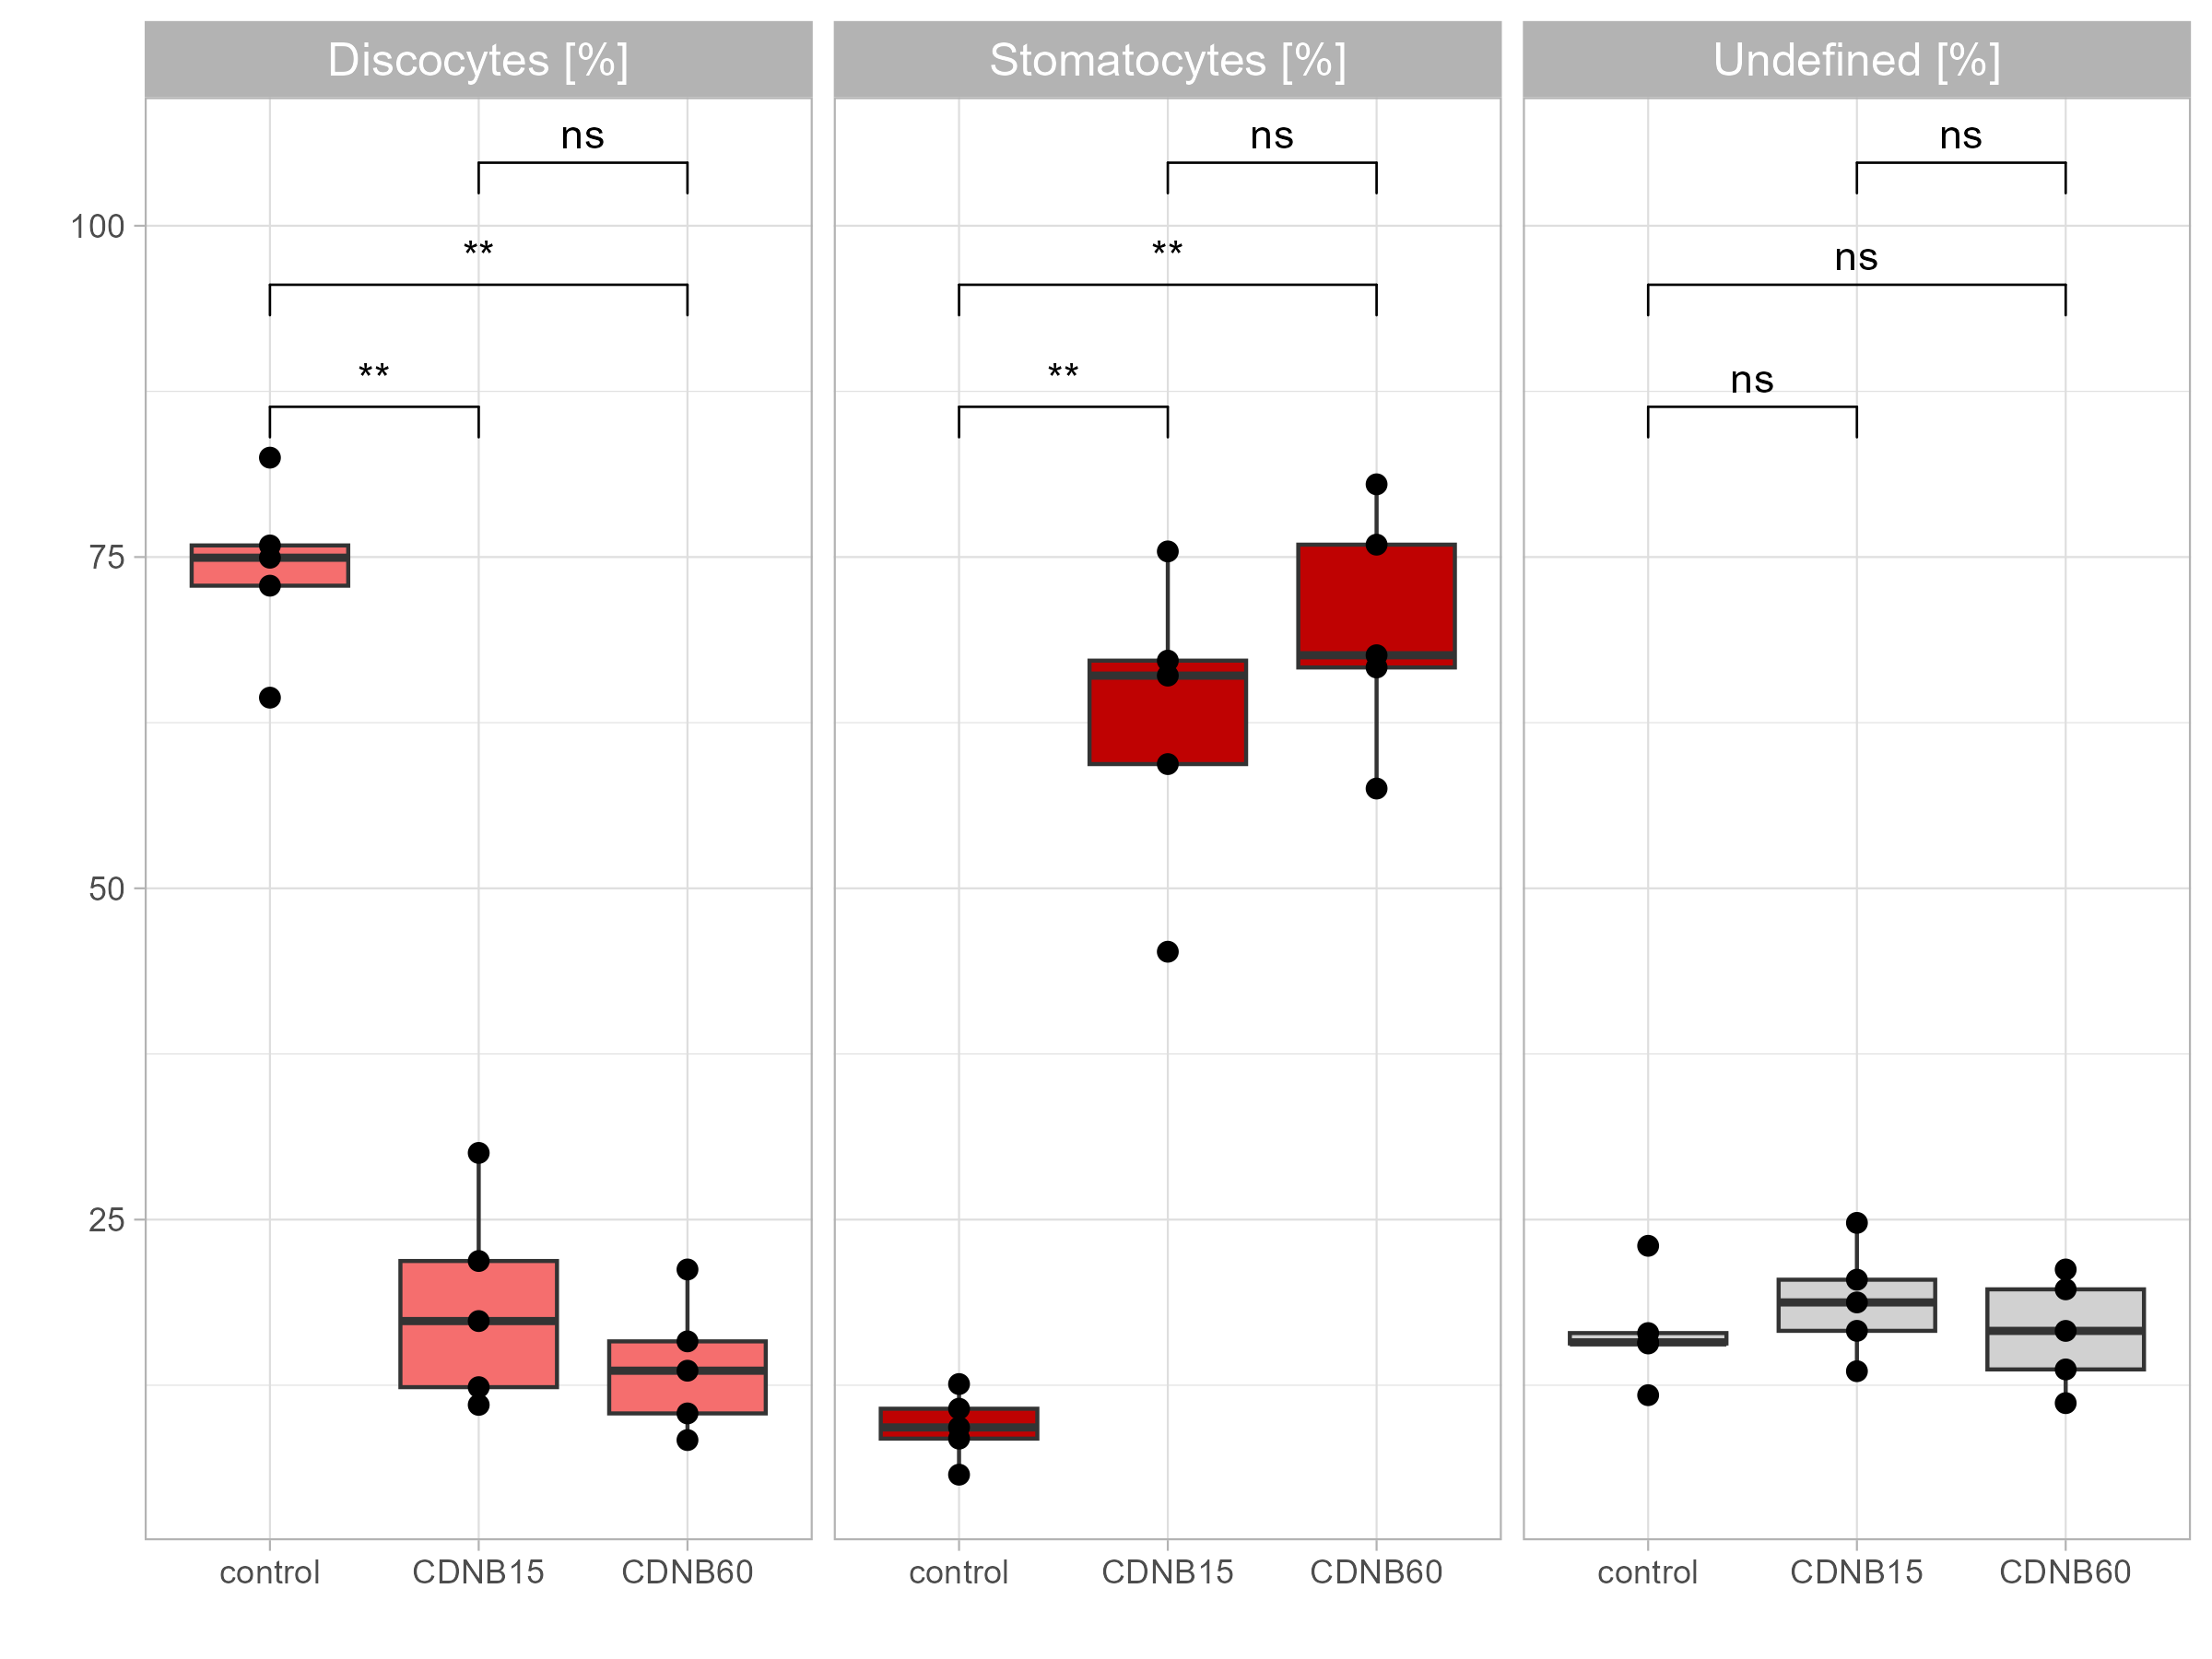 Discocytes [%]
Stomatocytes [%]
Undefined [%]
ns
ns
ns
100
**
**
ns
**
**
ns
75
50
25
control CDNB15 CDNB60
control CDNB15 CDNB60
control CDNB15 CDNB60